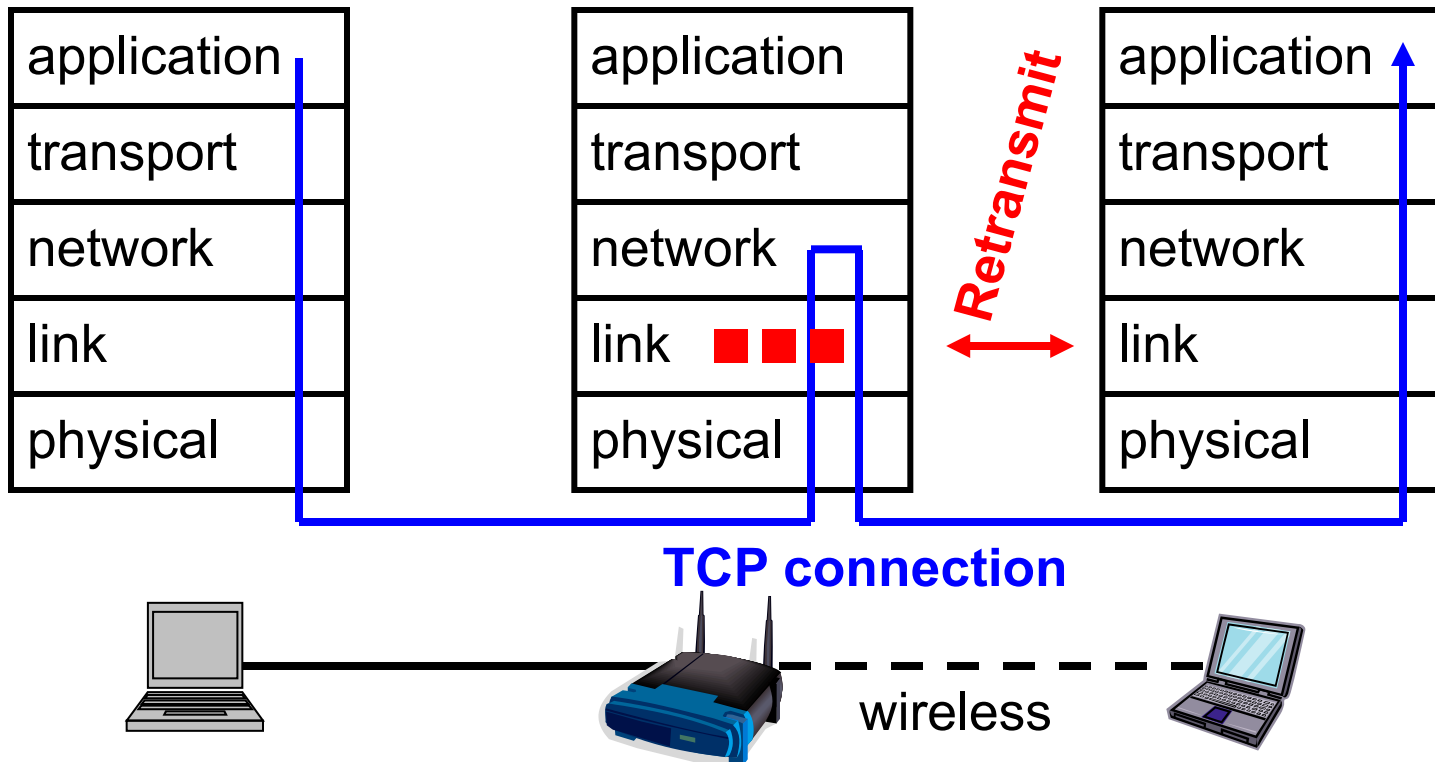 application
transport
network
link
physical
application
transport
network
link
physical
Retransmit
application
transport
network
link
physical
TCP connection
wireless